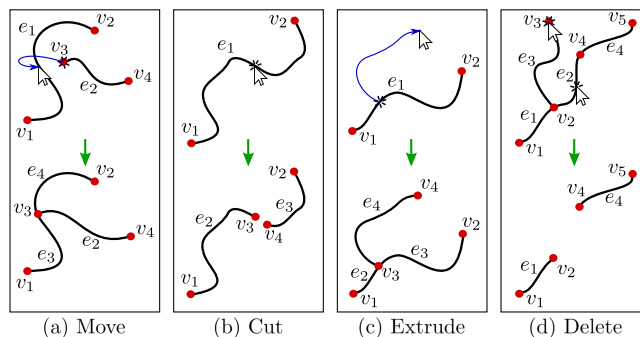 e₁ v₂
v₃
e₂ v₄
v₁
e₄ v₂
v₃
e₂ v₄
e₃
v₁
(a) Move
v₂
e₁
v₁
v₂
e₂ e₃
v₃ v₄
v₁
(b) Cut
v₂
e₁
v₁
v₄
e₄
v₂
e₃
e₂ v₃
v₁
(c) Extrude
v₃ v₅
v₄
e₃ e₄
e₂
e₁ v₂
v₁
v₅
v₄ e₄
e₁ v₂
v₁
(d) Delete